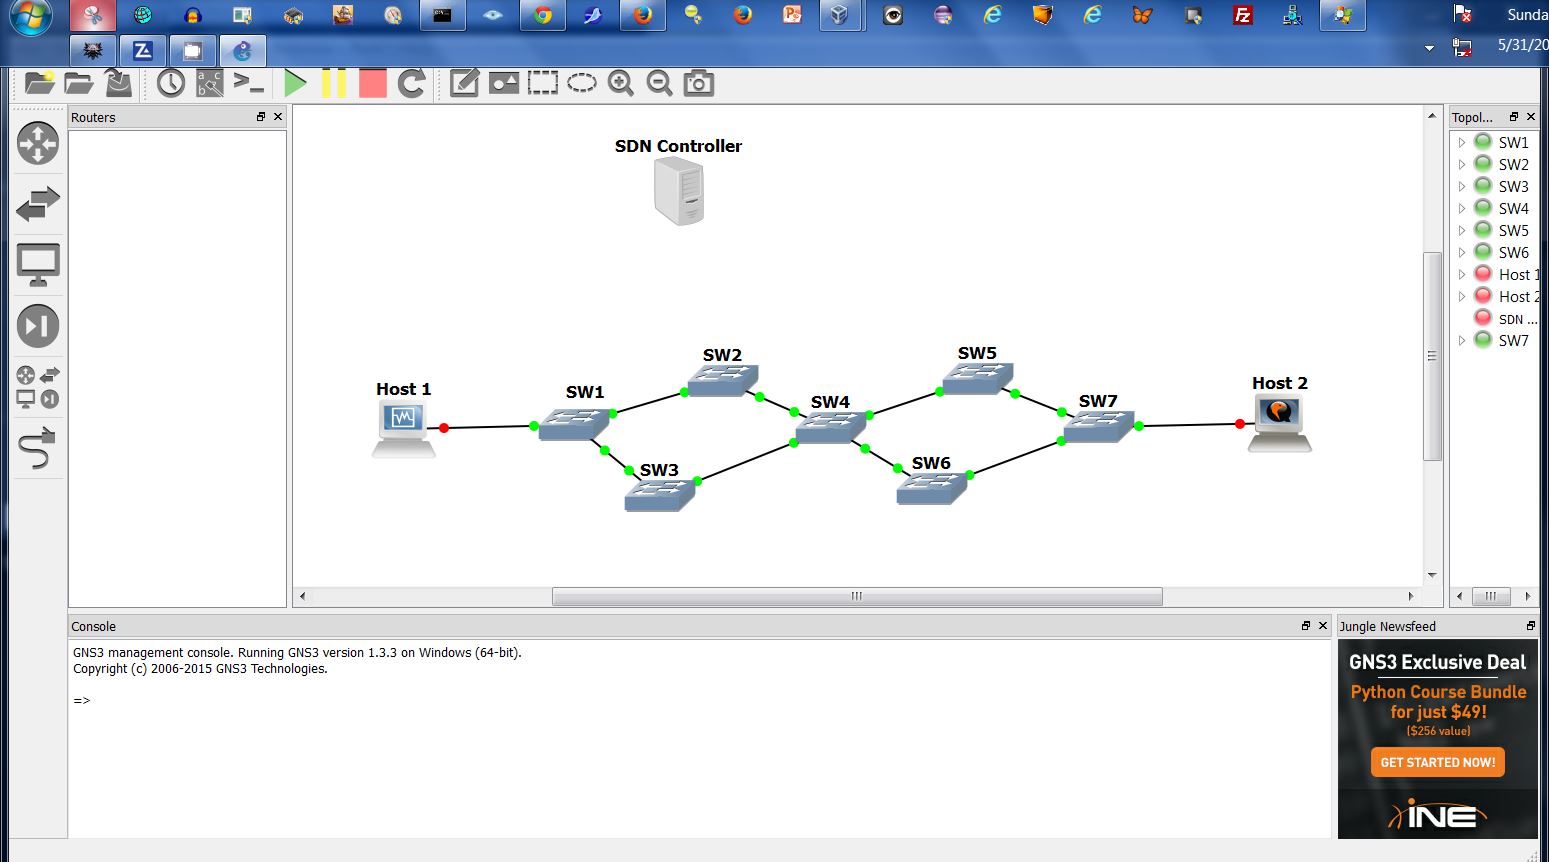 Sunda
5/31/20
Routers
Topol...
SDN Controller
SW1
SW2
SW3
SW4
SW5
SW6
Host 1
Host 2
SDN ...
SW7
SW2
SW5
Host 1
SW1
SW4
SW7
Host 2
SW3
SW6
Console
GNS3 management console. Running GNS3 version 1.3.3 on Windows (64-bit).
Copyright (c) 2006-2015 GNS3 Technologies.
=>
Jungle Newsfeed
GNS3 Exclusive Deal
Python Course Bundle
for just $49!
($256 value)
GET STARTED NOW!
INE